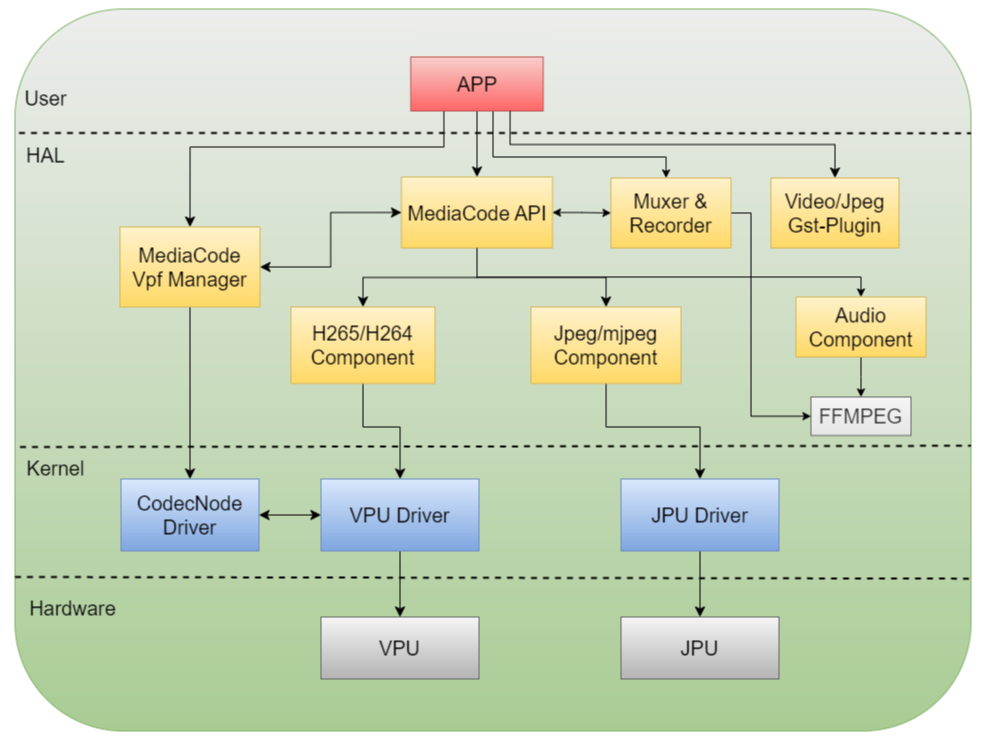 APP
User
HAL
MediaCode API
Muxer &
Recorder
Video/Jpeg
Gst-Plugin
MediaCode
Vpf Manager
H265/H264
Component
Jpeg/mjpeg
Component
Audio
Component
FFMPEG
Kernel
CodecNode
Driver
VPU Driver
JPU Driver
Hardware
VPU
JPU